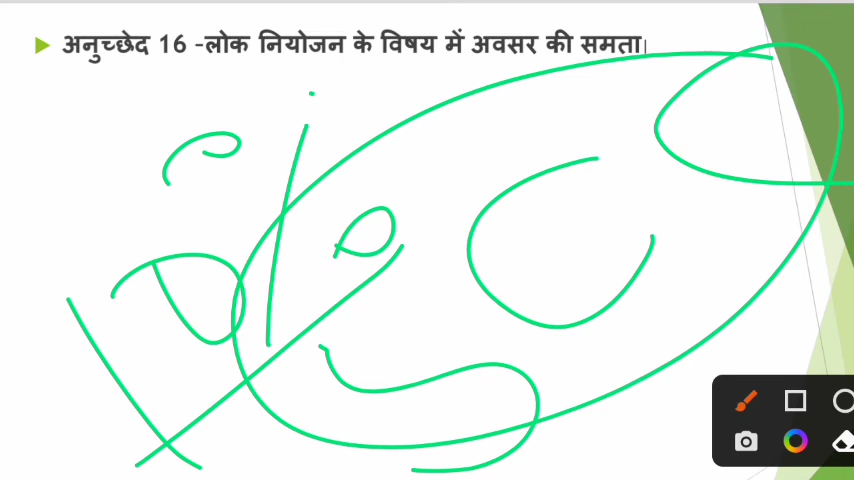 अनुच्छेद 16 -लोक नियोजन के विषय में अवसर की समता।